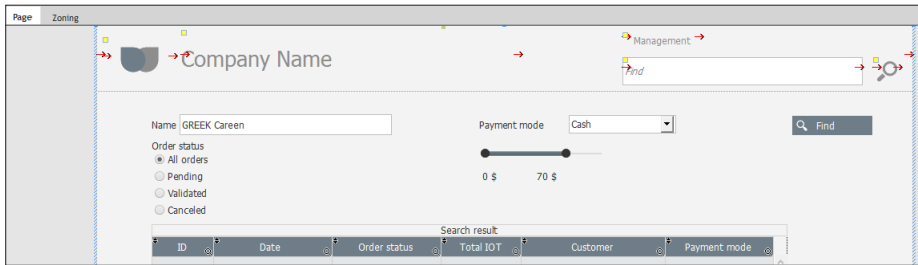 Page Zoning
Management
Company Name
Find
Name GREEK Careen Payment mode Cash Find
Order status
All orders
Pending 0 $ 70 $
Validated
Canceled
Search result
ID Date Order status Total IOT Customer Payment mode